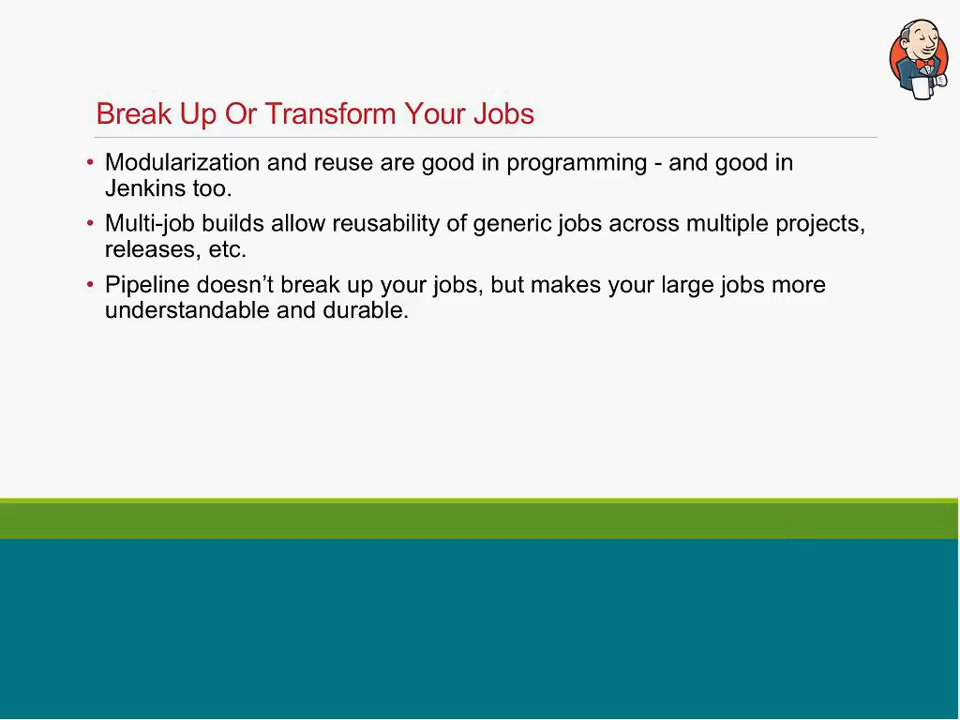 Break Up Or Transform Your Jobs
• Modularization and reuse are good in programming - and good in
Jenkins too.
• Multi-job builds allow reusability of generic jobs across multiple projects,
releases, etc.
• Pipeline doesn’t break up your jobs, but makes your large jobs more
understandable and durable.